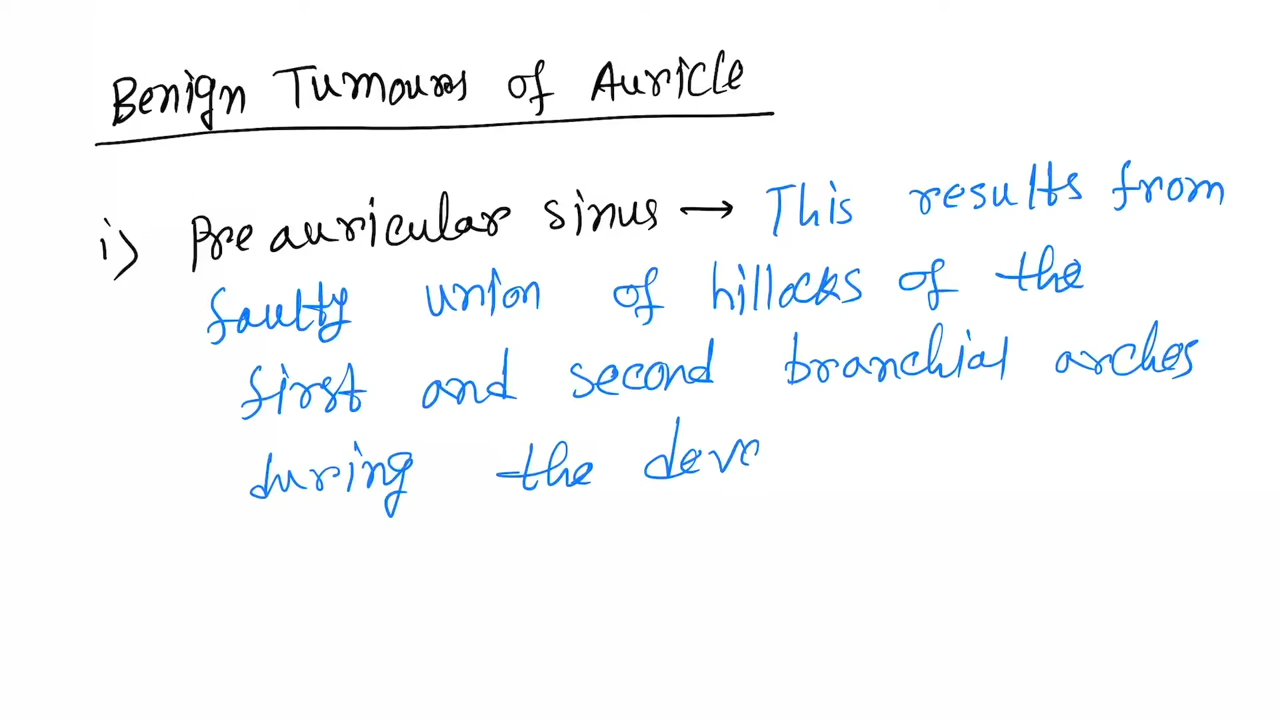 Benign Tumours of Auricle
i) Preauricular sinus → This results from
faulty union of hillocks of the
first and second branchial arches
during the deve